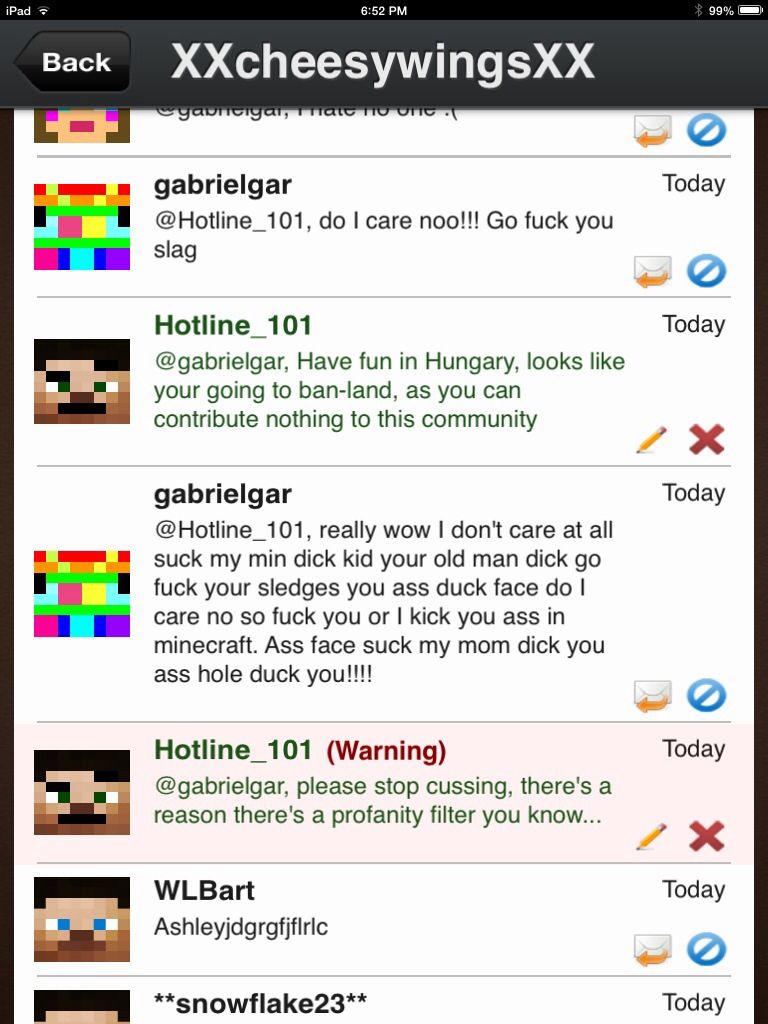 iPad 6:52 PM 99%
Back XXcheesywingsXX
@gabrielgar, I hate no one :(
gabrielgar Today
@Hotline_101, do I care noo!!! Go fuck you
slag
Hotline_101 Today
@gabrielgar, Have fun in Hungary, looks like
your going to ban-land, as you can
contribute nothing to this community
gabrielgar Today
@Hotline_101, really wow I don't care at all
suck my min dick kid your old man dick go
fuck your sledges you ass duck face do I
care no so fuck you or I kick you ass in
minecraft. Ass face suck my mom dick you
ass hole duck you!!!!
Hotline_101 (Warning) Today
@gabrielgar, please stop cussing, there's a
reason there's a profanity filter you know...
WLBart Today
Ashleyjdgrgfjflrlc
**snowflake23** Today